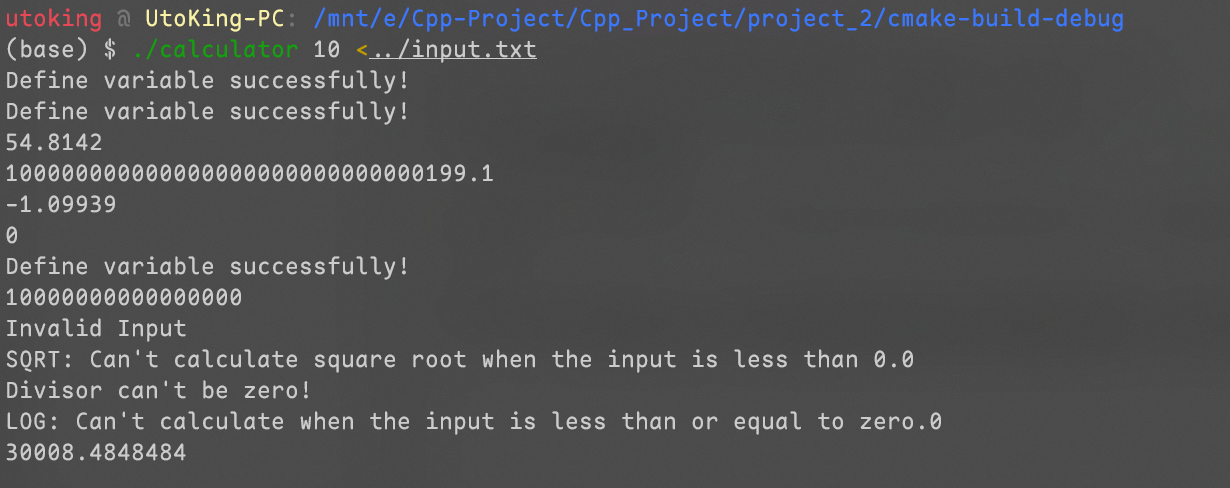 utoking @ UtoKing-PC: /mnt/e/Cpp-Project/Cpp_Project/project_2/cmake-build-debug
(base) $ ./calculator 10 <../input.txt
Define variable successfully!
Define variable successfully!
54.8142
100000000000000000000000000000199.1
-1.09939
0
Define variable successfully!
10000000000000000
Invalid Input
SQRT: Can't calculate square root when the input is less than 0.0
Divisor can't be zero!
LOG: Can't calculate when the input is less than or equal to zero.0
30008.4848484